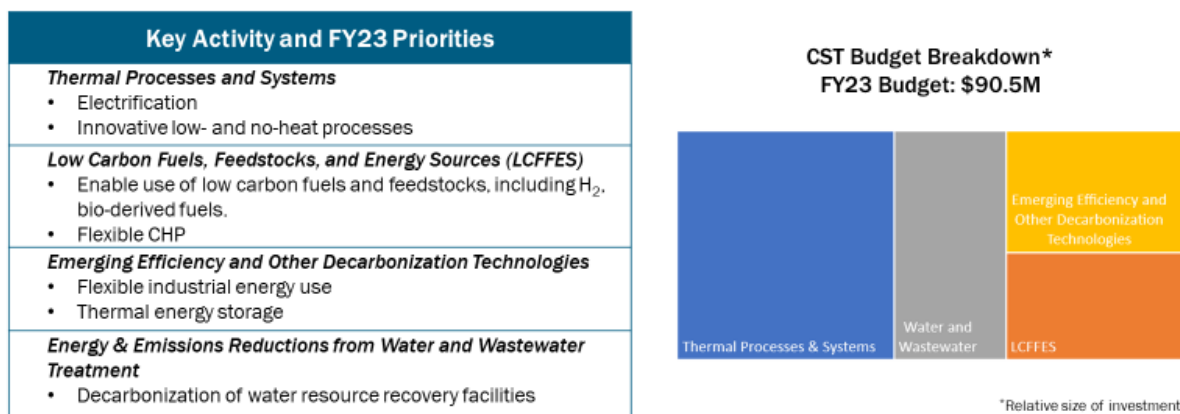 Key Activity and FY23 Priorities
Thermal Processes and Systems
• Electrification
• Innovative low- and no-heat processes
Low Carbon Fuels, Feedstocks, and Energy Sources (LCFFES)
• Enable use of low carbon fuels and feedstocks, including H₂,
bio-derived fuels.
• Flexible CHP
Emerging Efficiency and Other Decarbonization Technologies
• Flexible industrial energy use
• Thermal energy storage
Energy & Emissions Reductions from Water and Wastewater
Treatment
• Decarbonization of water resource recovery facilities
CST Budget Breakdown*
FY23 Budget: $90.5M
Thermal Processes & Systems
Water and
Wastewater
Emerging Efficiency and
Other Decarbonization
Technologies
LCFFES
*Relative size of investment